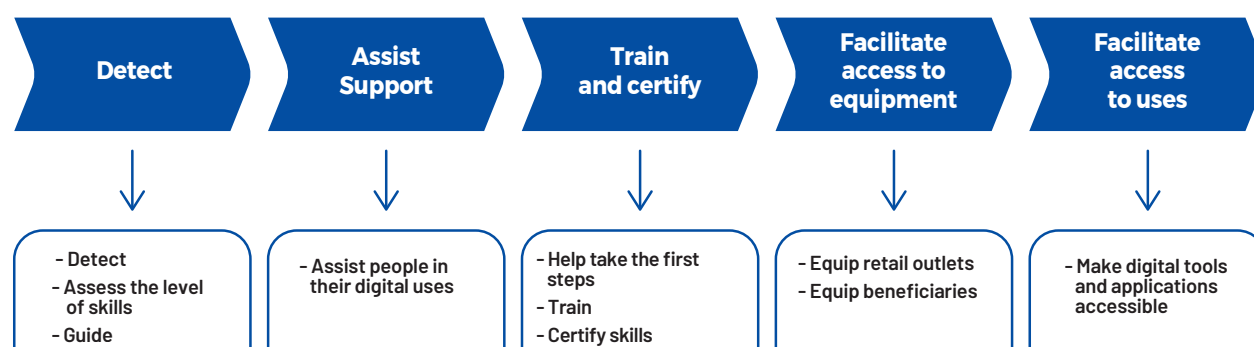 Detect
Assist
Support
Train
and certify
Facilitate
access to
equipment
Facilitate
access
to uses
- Detect
- Assess the level
of skills
- Guide
- Assist people in
their digital uses
- Help take the first
steps
- Train
- Certify skills
- Equip retail outlets
- Equip beneficiaries
- Make digital tools
and applications
accessible